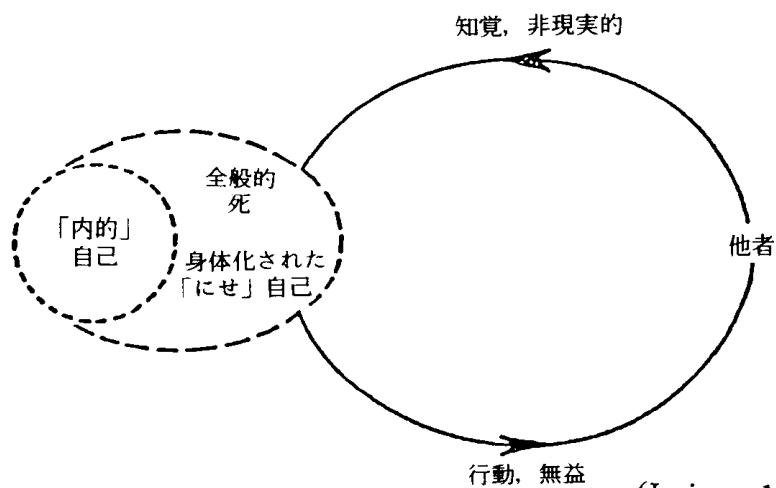 知覚，非現実的
全般的
死
「内的」
自己
身体化された
「にせ」自己
他者
行動，無益